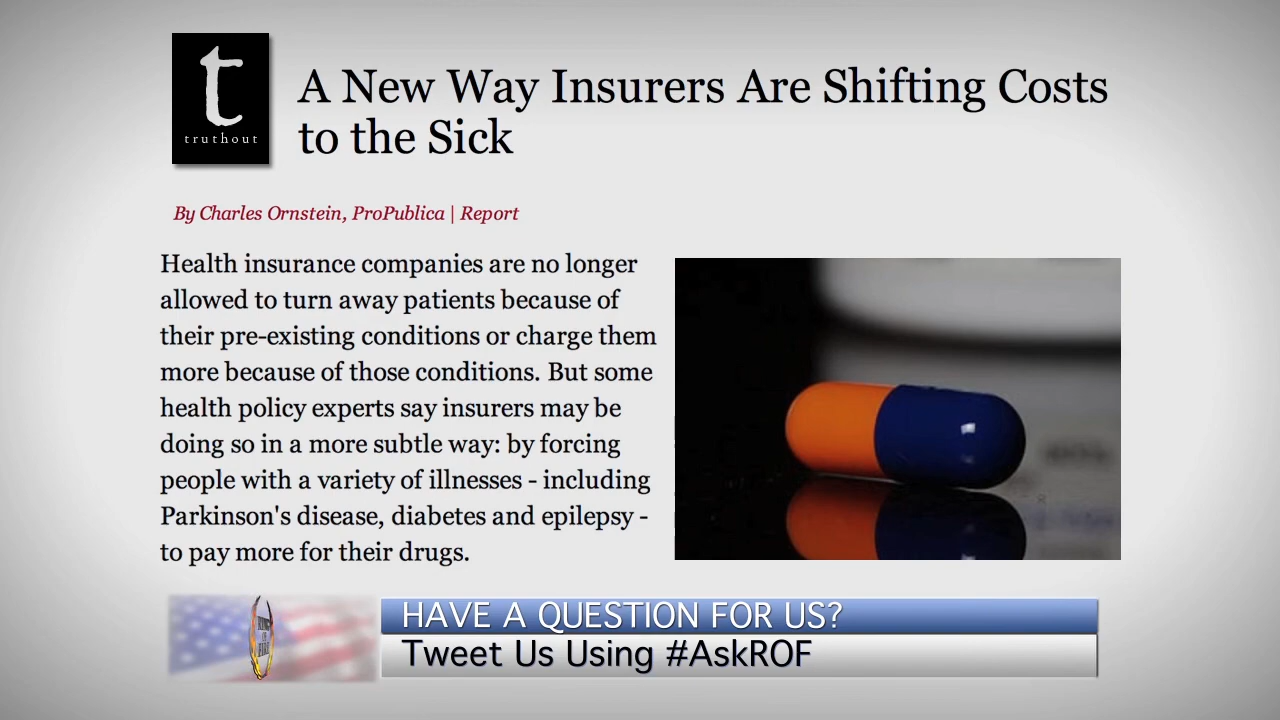 t
truthout
A New Way Insurers Are Shifting Costs
to the Sick
By Charles Ornstein, ProPublica | Report
Health insurance companies are no longer
allowed to turn away patients because of
their pre-existing conditions or charge them
more because of those conditions. But some
health policy experts say insurers may be
doing so in a more subtle way: by forcing
people with a variety of illnesses - including
Parkinson's disease, diabetes and epilepsy -
to pay more for their drugs.
HAVE A QUESTION FOR US?
Tweet Us Using #AskROF